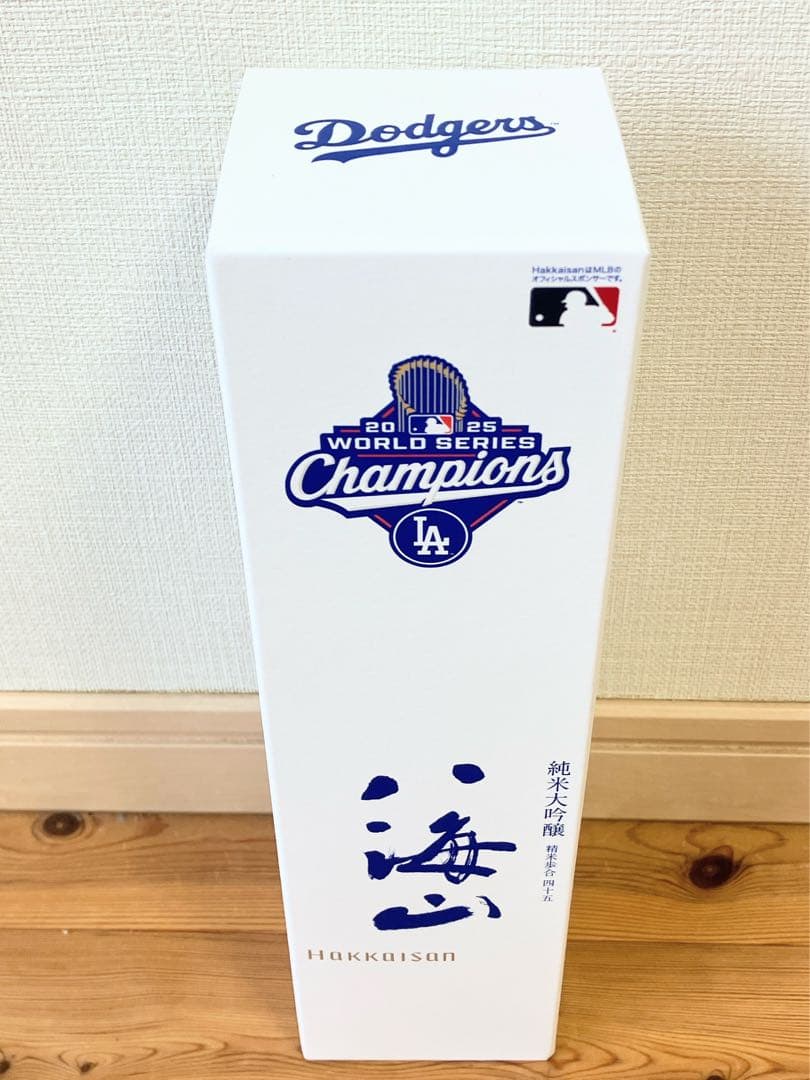 Dodgers
HakkaisanはMLBの
オフィシャルスポンサーです。
20 25
WORLD SERIES
Champions
LA
純米大吟醸 精米歩合 四十五
八海山
Hakkaisan